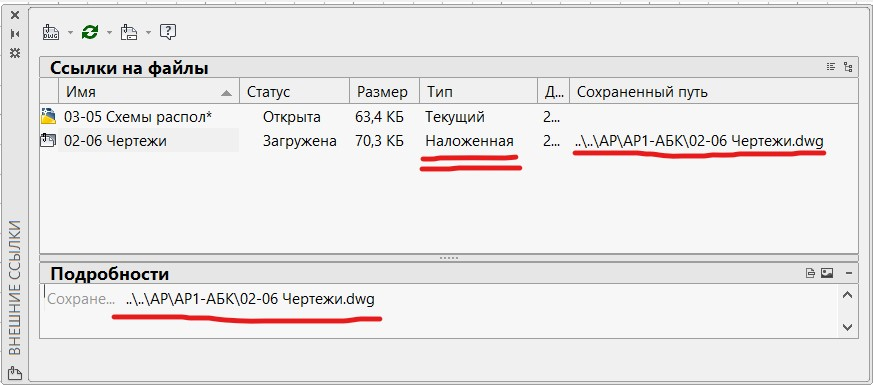 DWG
Ссылки на файлы
Имя Статус Размер Тип Д... Сохраненный путь
03-05 Схемы распол* Открыта 63,4 КБ Текущий 2...
02-06 Чертежи Загружена 70,3 КБ Наложенная 2... ..\..\АР\АР1-АБК\02-06 Чертежи.dwg
Подробности
Сохране... ..\..\АР\АР1-АБК\02-06 Чертежи.dwg
ВНЕШНИЕ ССЫЛКИ